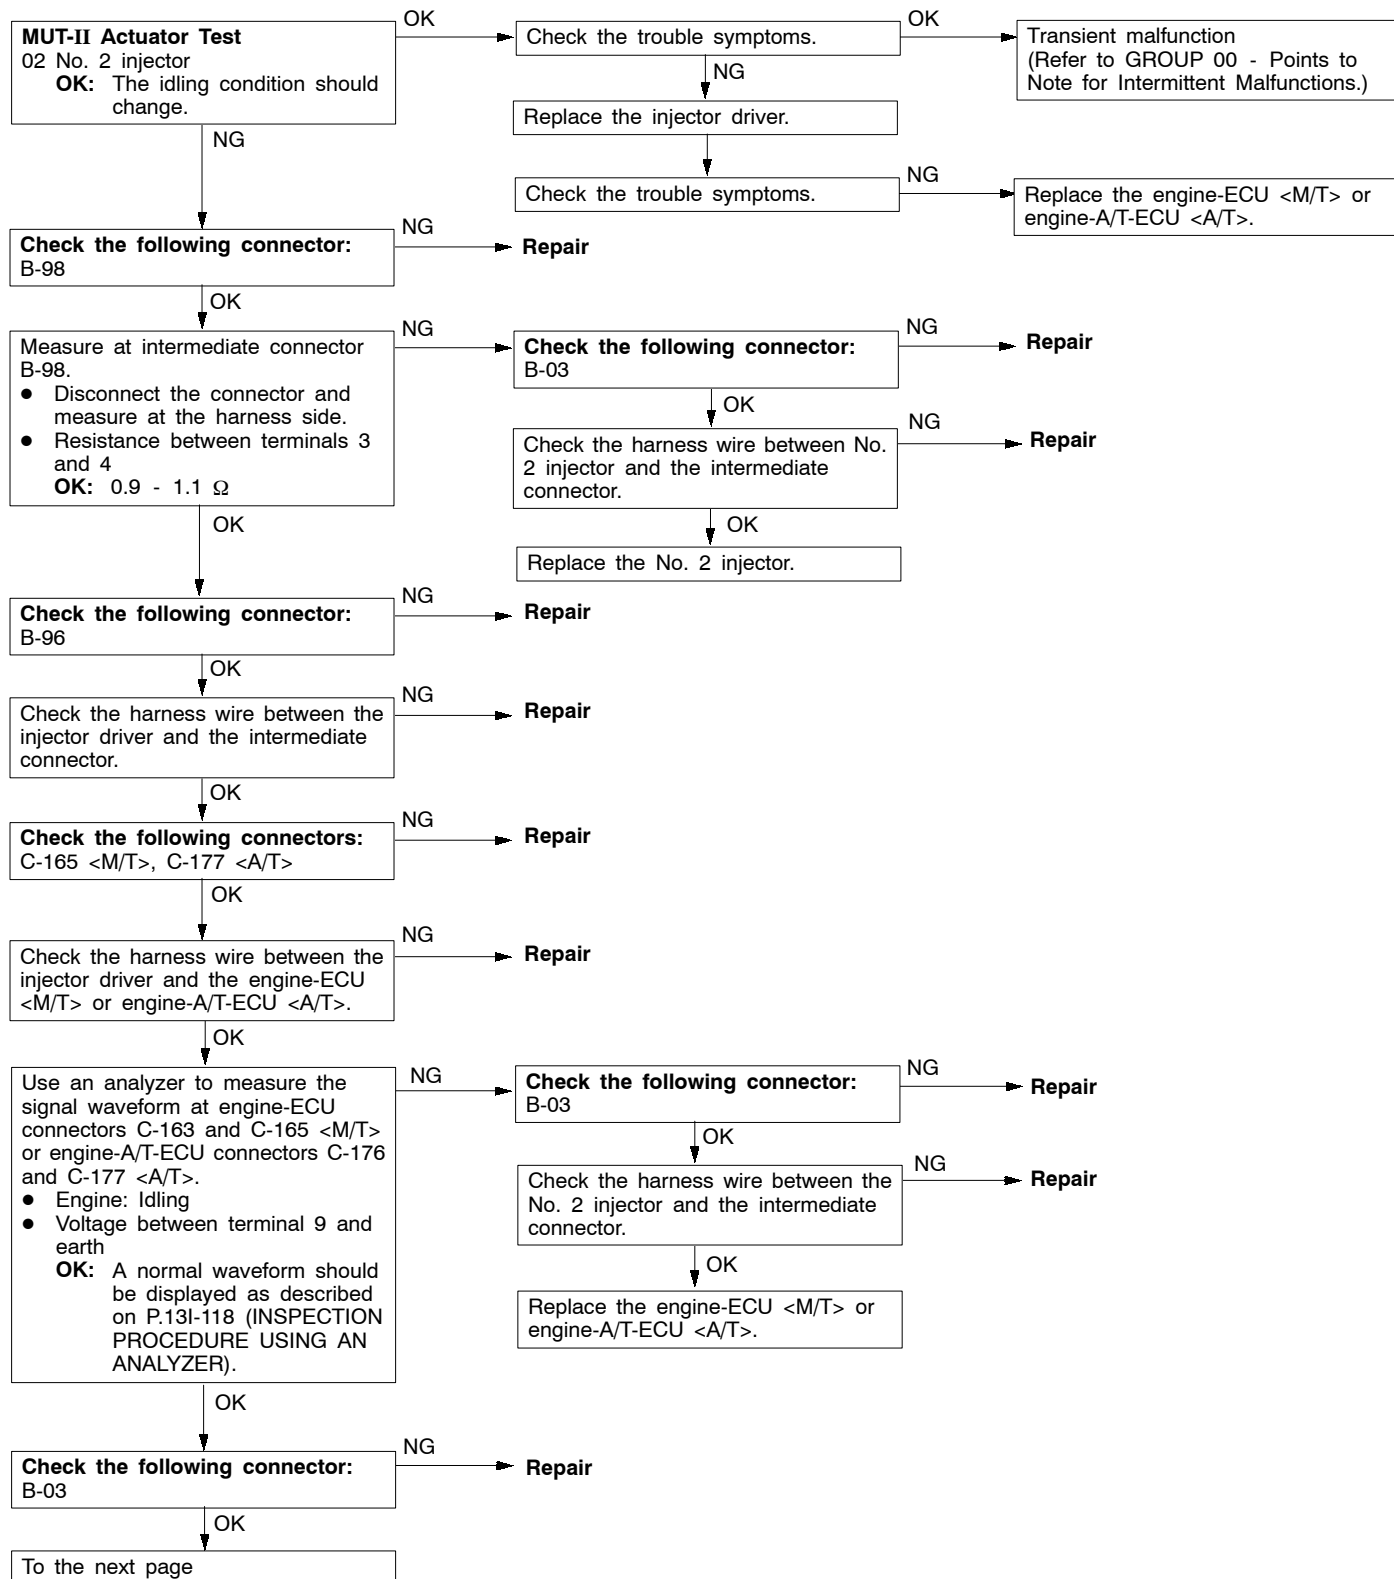 MUT-II Actuator Test
02 No. 2 injector
OK: The idling condition should
change.
OK
Check the trouble symptoms.
OK
Transient malfunction
(Refer to GROUP 00 - Points to
Note for Intermittent Malfunctions.)
NG
Replace the injector driver.
NG
Check the trouble symptoms.
NG
Replace the engine-ECU <M/T> or
engine-A/T-ECU <A/T>.
Check the following connector:
B-98
NG
Repair
OK
Measure at intermediate connector
B-98.
● Disconnect the connector and
measure at the harness side.
● Resistance between terminals 3
and 4
OK: 0.9 - 1.1 Ω
NG
Check the following connector:
B-03
NG
Repair
OK
Check the harness wire between No.
2 injector and the intermediate
connector.
NG
Repair
OK
Replace the No. 2 injector.
OK
Check the following connector:
B-96
NG
Repair
OK
Check the harness wire between the
injector driver and the intermediate
connector.
NG
Repair
OK
Check the following connectors:
C-165 <M/T>, C-177 <A/T>
NG
Repair
OK
Check the harness wire between the
injector driver and the engine-ECU
<M/T> or engine-A/T-ECU <A/T>.
NG
Repair
OK
Use an analyzer to measure the
signal waveform at engine-ECU
connectors C-163 and C-165 <M/T>
or engine-A/T-ECU connectors C-176
and C-177 <A/T>.
● Engine: Idling
● Voltage between terminal 9 and
earth
OK: A normal waveform should
be displayed as described
on P.13I-118 (INSPECTION
PROCEDURE USING AN
ANALYZER).
NG
Check the following connector:
B-03
NG
Repair
OK
Check the harness wire between the
No. 2 injector and the intermediate
connector.
NG
Repair
OK
Replace the engine-ECU <M/T> or
engine-A/T-ECU <A/T>.
OK
Check the following connector:
B-03
NG
Repair
OK
To the next page